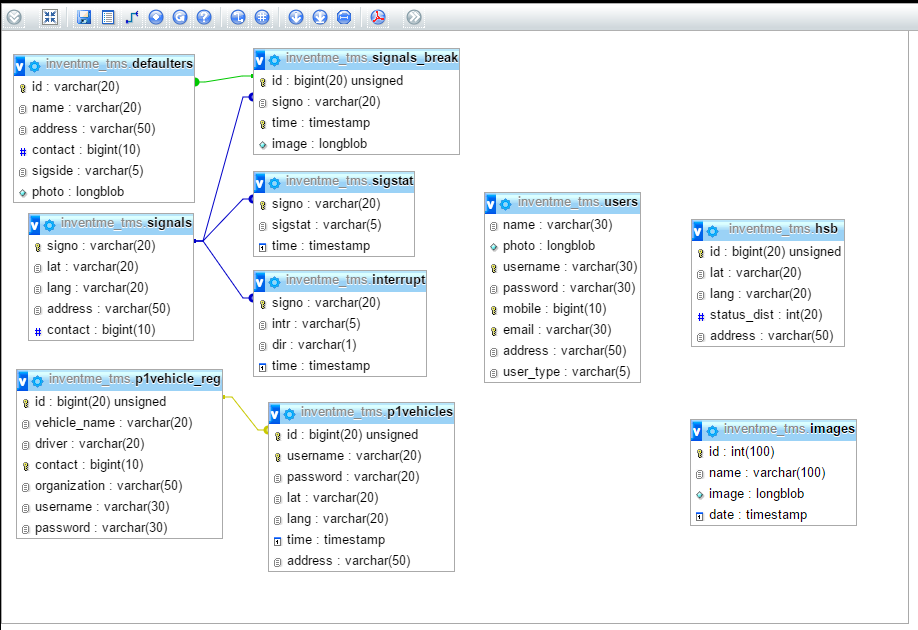 inventme_tms defaulters
id : varchar(20)
name : varchar(20)
address : varchar(50)
contact : bigint(10)
sigside : varchar(5)
photo : longblob
inventme_tms signals_break
id : bigint(20) unsigned
signo : varchar(20)
time : timestamp
image : longblob
inventme_tms sigstat
signo : varchar(20)
sigstat : varchar(5)
time : timestamp
inventme_tms signals
signo : varchar(20)
lat : varchar(20)
lang : varchar(20)
address : varchar(50)
contact : bigint(10)
inventme_tms interrupt
signo : varchar(20)
intr : varchar(5)
dir : varchar(1)
time : timestamp
inventme_tms users
name : varchar(30)
photo : longblob
username : varchar(30)
password : varchar(30)
mobile : bigint(10)
email : varchar(30)
address : varchar(50)
user_type : varchar(5)
inventme_tms hsb
id : bigint(20) unsigned
lat : varchar(20)
lang : varchar(20)
status_dist : int(20)
address : varchar(50)
inventme_tms p1vehicle_reg
id : bigint(20) unsigned
vehicle_name : varchar(20)
driver : varchar(20)
contact : bigint(10)
organization : varchar(50)
username : varchar(30)
password : varchar(30)
inventme_tms p1vehicles
id : bigint(20) unsigned
username : varchar(20)
password : varchar(20)
lat : varchar(20)
lang : varchar(20)
time : timestamp
address : varchar(50)
inventme_tms images
id : int(100)
name : varchar(100)
image : longblob
date : timestamp